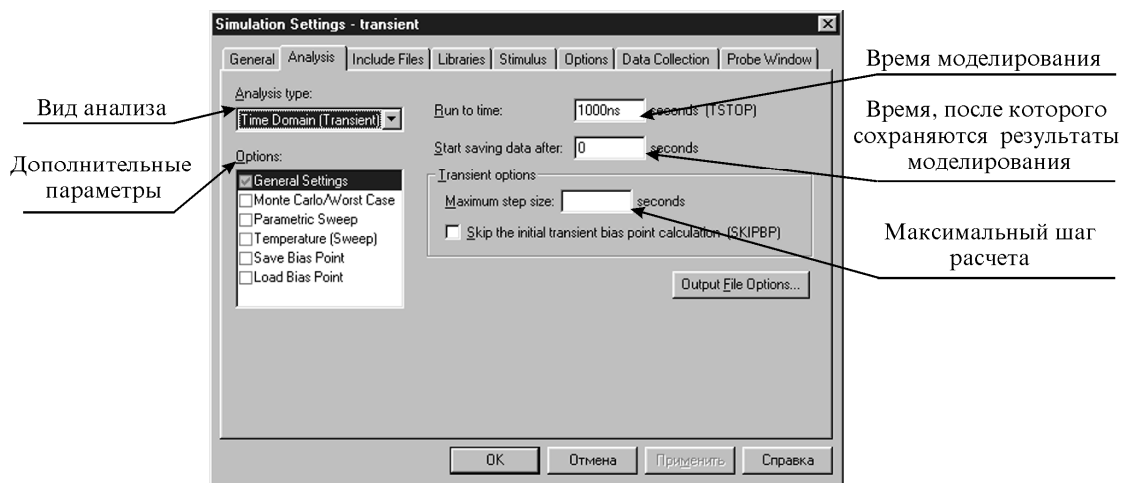 Simulation Settings - transient
General Analysis Include Files Libraries Stimulus Options Data Collection Probe Window
Вид анализа
Дополнительные
параметры
Analysis type:
Time Domain (Transient)
Options:
General Settings
Monte Carlo/Worst Case
Parametric Sweep
Temperature (Sweep)
Save Bias Point
Load Bias Point
Run to time: 1000ns seconds (TSTOP)
Start saving data after: 0 seconds
Transient options
Maximum step size: seconds
Skip the initial transient bias point calculation (SKIPBP)
Output File Options...
Время моделирования
Время, после которого
сохраняются результаты
моделирования
Максимальный шаг
расчета
OK Отмена Применить Справка